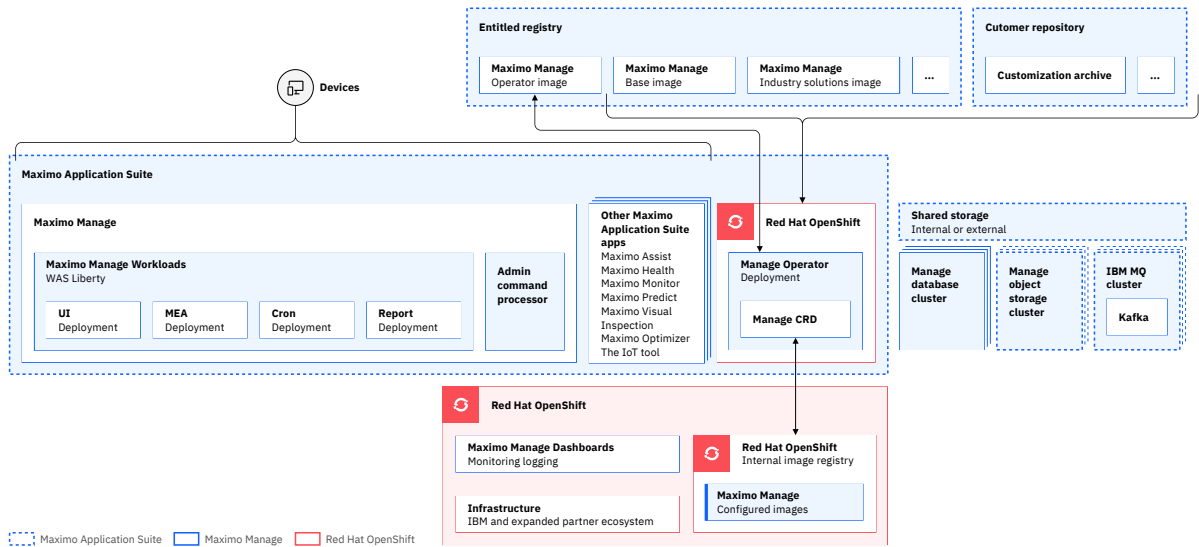 Entitled registry
Maximo Manage
Operator image
Maximo Manage
Base image
Maximo Manage
Industry solutions image
...
Cutomer repository
Customization archive
...
Devices
Maximo Application Suite
Maximo Manage
Maximo Manage Workloads
WAS Liberty
UI
Deployment
MEA
Deployment
Cron
Deployment
Report
Deployment
Admin
command
processor
Other Maximo
Application Suite
apps
Maximo Assist
Maximo Health
Maximo Monitor
Maximo Predict
Maximo Visual
Inspection
Maximo Optimizer
The IoT tool
Red Hat OpenShift
Manage Operator
Deployment
Manage CRD
Shared storage
Internal or external
Manage
database
cluster
Manage
object
storage
cluster
IBM MQ
cluster
Kafka
Red Hat OpenShift
Maximo Manage Dashboards
Monitoring logging
Infrastructure
IBM and expanded partner ecosystem
Red Hat OpenShift
Internal image registry
Maximo Manage
Configured images
Maximo Application Suite
Maximo Manage
Red Hat OpenShift